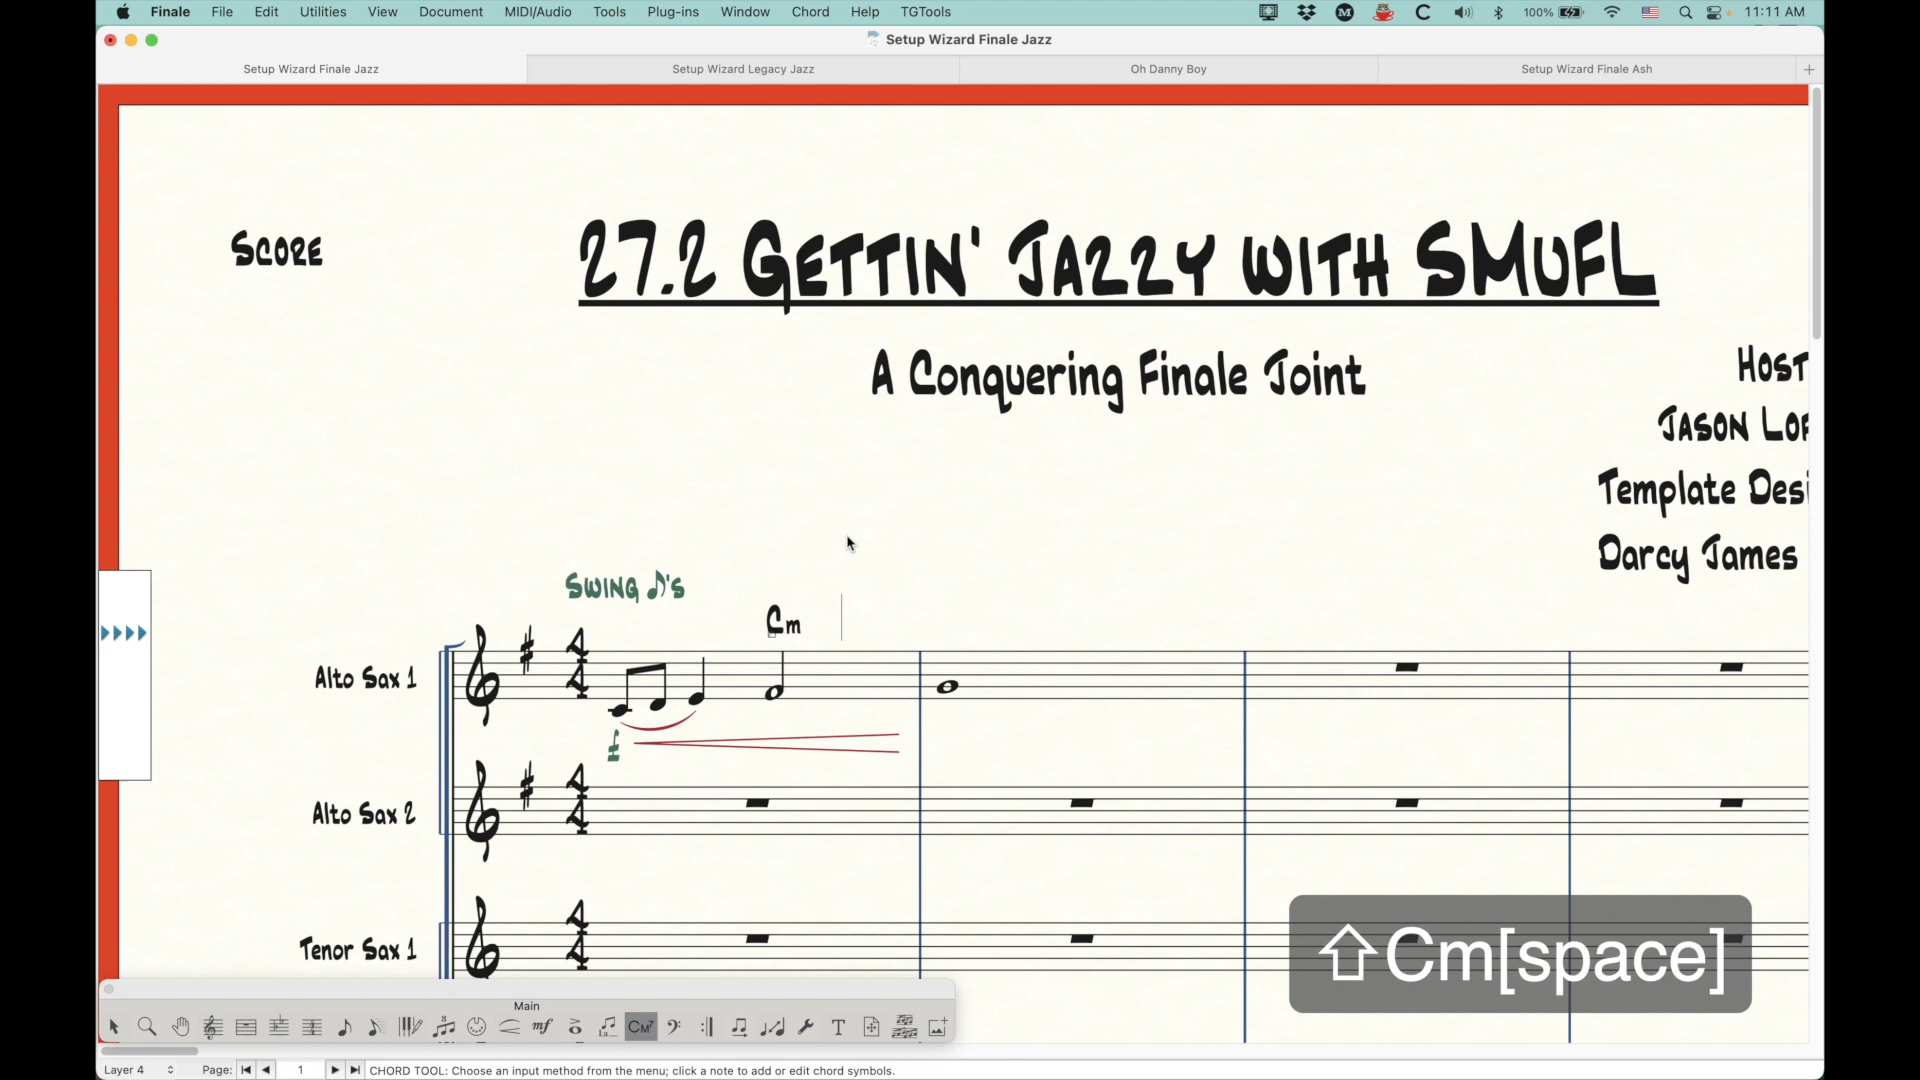 Finale File Edit Utilities View Document MIDI/Audio Tools Plug-ins Window Chord Help TGTools 100% 11:11 AM
Setup Wizard Finale Jazz
Setup Wizard Finale Jazz Setup Wizard Legacy Jazz Oh Danny Boy Setup Wizard Finale Ash
Score
27.2 Gettin' Jazzy with SMuFL
A Conquering Finale Joint
Host
Jason Lo
Template Desi
Darcy James
Swing ♪'s
Cm
Alto Sax 1
f
Alto Sax 2
Tenor Sax 1
⇧Cm[space]
Main
mf CM7 T
Layer 4 Page: 1 CHORD TOOL: Choose an input method from the menu; click a note to add or edit chord symbols.